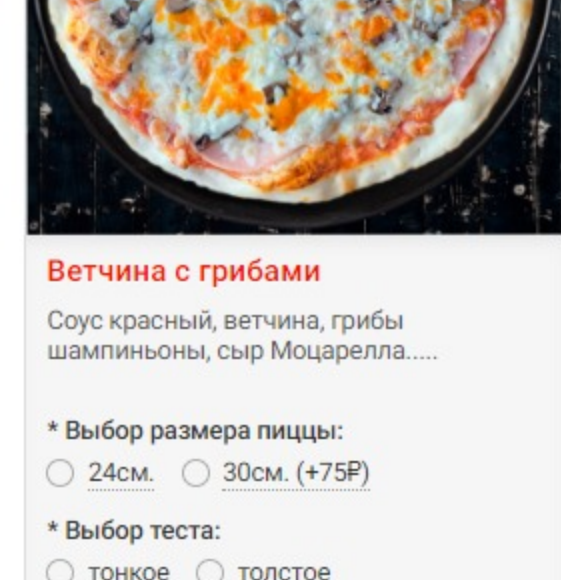 Ветчина с грибами
Соус красный, ветчина, грибы
шампиньоны, сыр Моцарелла.....
* Выбор размера пиццы:
24см. 30см. (+75₽)
* Выбор теста:
тонкое толстое